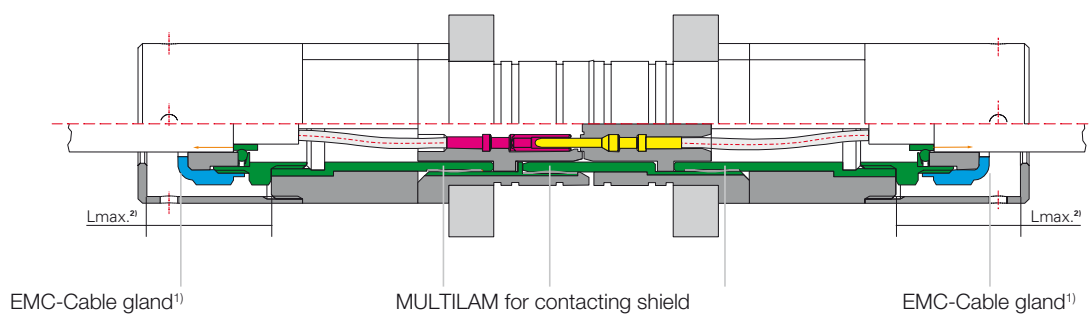 Lmax.²⁾ Lmax.²⁾
EMC-Cable gland¹⁾ MULTILAM for contacting shield EMC-Cable gland¹⁾